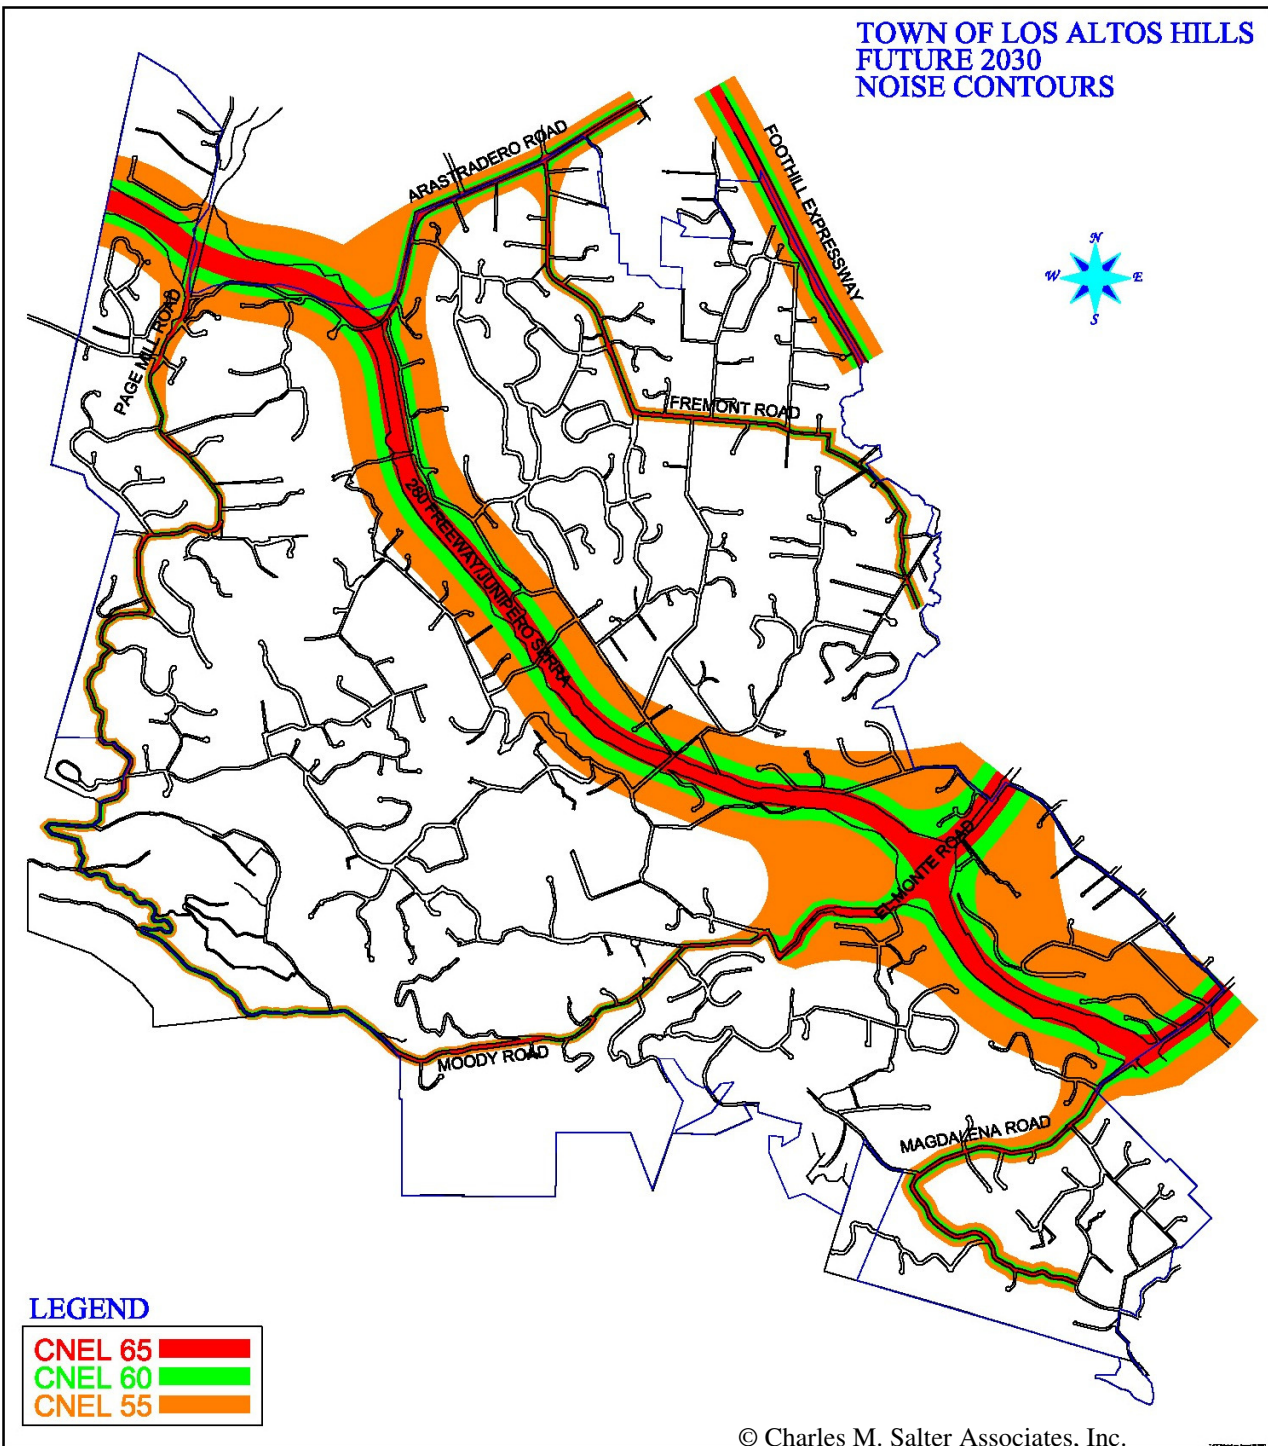 TOWN OF LOS ALTOS HILLS
FUTURE 2030
NOISE CONTOURS
ARASTRADERO ROAD
FOOTHILL EXPRESSWAY
N
W
E
S
PAGE MILL ROAD
FREMONT ROAD
280 FREEWAY/JUNIPERO SERRA
EL MONTE ROAD
MOODY ROAD
MAGDALENA ROAD
LEGEND
CNEL 65
CNEL 60
CNEL 55
© Charles M. Salter Associates, Inc.